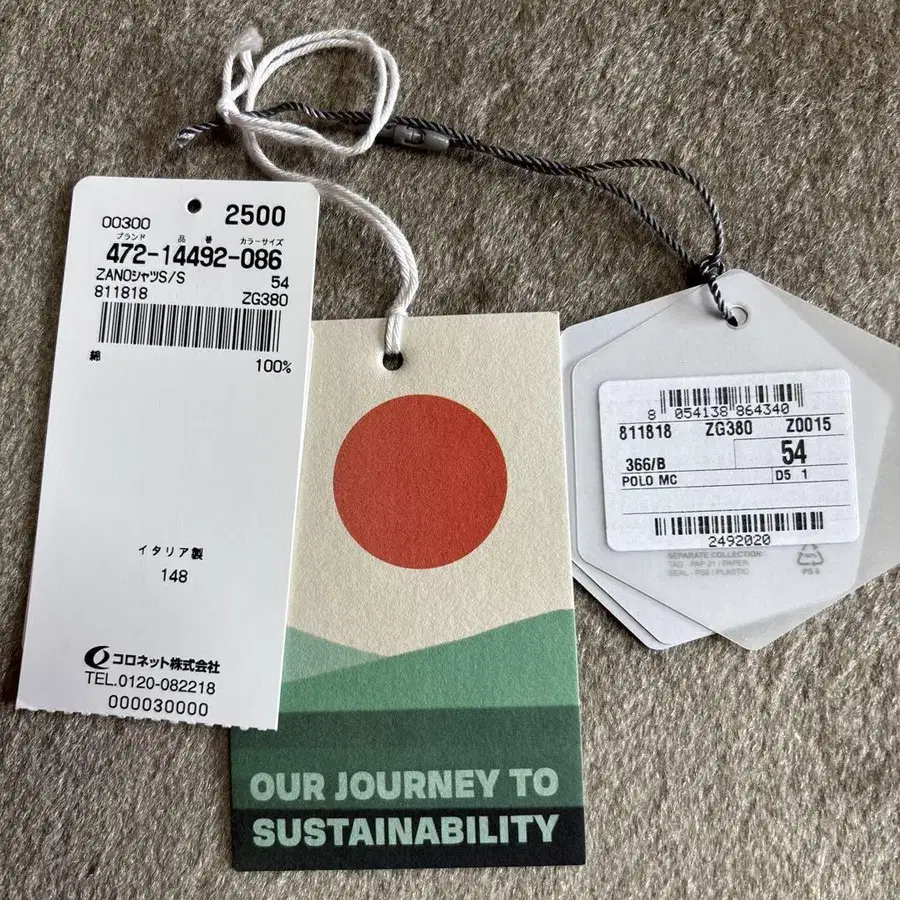 00300 2500
ブランド 品番 カラーサイズ
472-14492-086
ZANOシャツS/S 54
811818 ZG380
綿 100%
イタリア製
148
コロネット株式会社
TEL.0120-082218
000030000
OUR JOURNEY TO
SUSTAINABILITY
8 054138 864340
811818 ZG380 Z0015
366/B 54
POLO MC D5 1
2492020
SEPARATE COLLECTION:
TAG - PAP 21 / PAPER
SEAL - PS6 / PLASTIC
PS 6